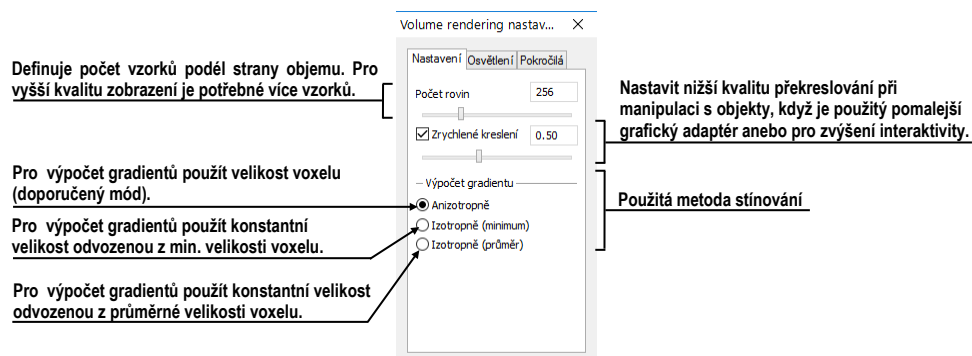 Volume rendering nastav...
Nastavení Osvětlení Pokročilá
Definuje počet vzorků podél strany objemu. Pro
vyšší kvalitu zobrazení je potřebné více vzorků.
Počet rovin 256
Zrychlené kreslení 0.50
Nastavit nižší kvalitu překreslování při
manipulaci s objekty, když je použitý pomalejší
grafický adaptér anebo pro zvýšení interaktivity.
Pro výpočet gradientů použít velikost voxelu
(doporučený mód).
Výpočet gradientu
Anizotropně
Izotropně (minimum)
Izotropně (průměr)
Použitá metoda stínování
Pro výpočet gradientů použít konstantní
velikost odvozenou z min. velikosti voxelu.
Pro výpočet gradientů použít konstantní velikost
odvozenou z průměrné velikosti voxelu.